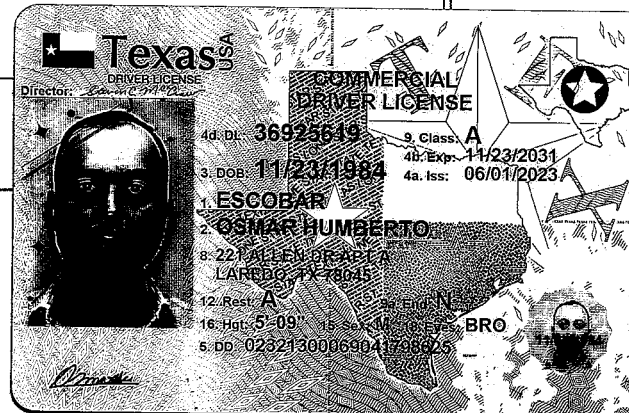 Texas USA
DRIVER LICENSE
Director:
COMMERCIAL
DRIVER LICENSE
4d. DL: 36925649 9. Class: A
3. DOB: 11/23/1984 4b. Exp: 11/23/2031
4a. Iss: 06/01/2023
1. ESCOBAR
2. OSMAR HUMBERTO
8. 221 ALLEN DR APT A
LAREDO, TX 78045
12. Rest: A 9a. End: N
16. Hgt: 5'-09" 15. Sex: M 18. Eyes: BRO
5. DD: